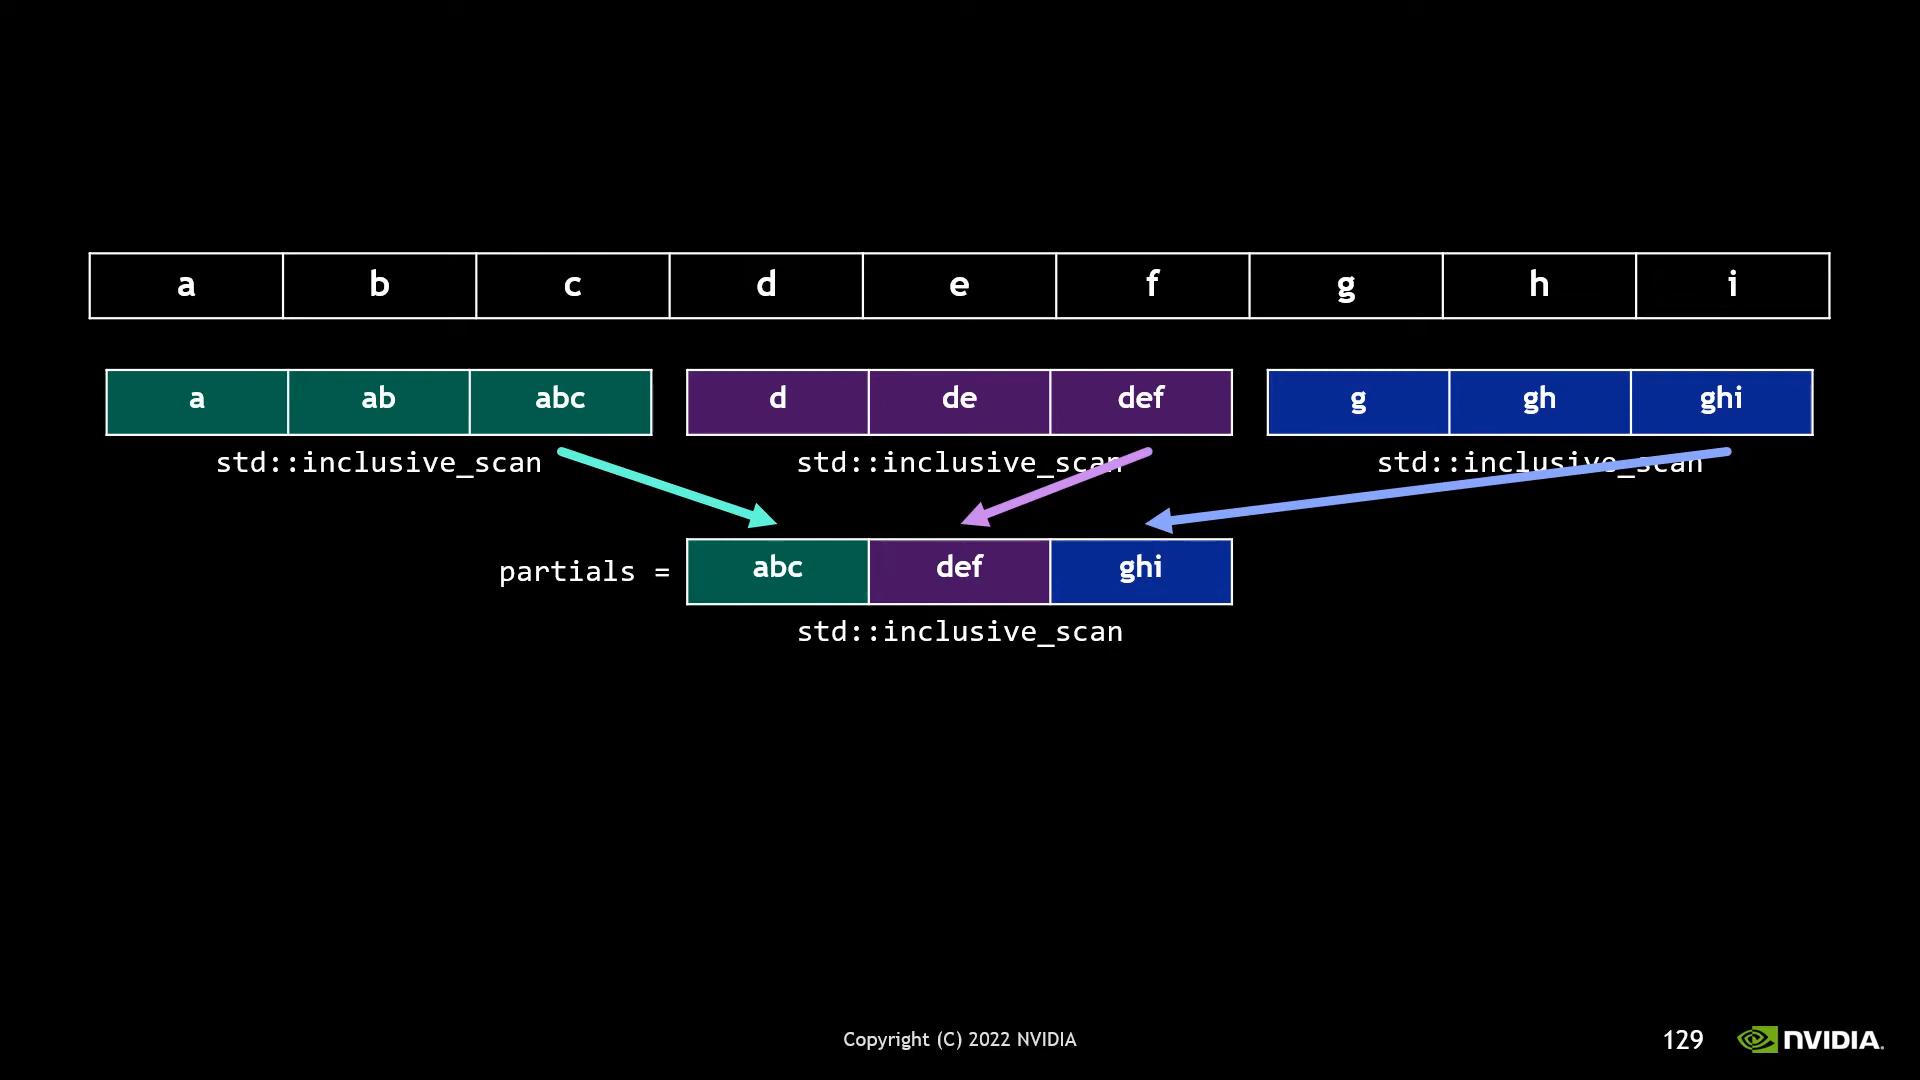 a b c d e f g h i
a ab abc d de def g gh ghi
std::inclusive_scan std::inclusive_scan std::inclusive_scan
partials = abc def ghi
std::inclusive_scan
Copyright (C) 2022 NVIDIA 129 NVIDIA.